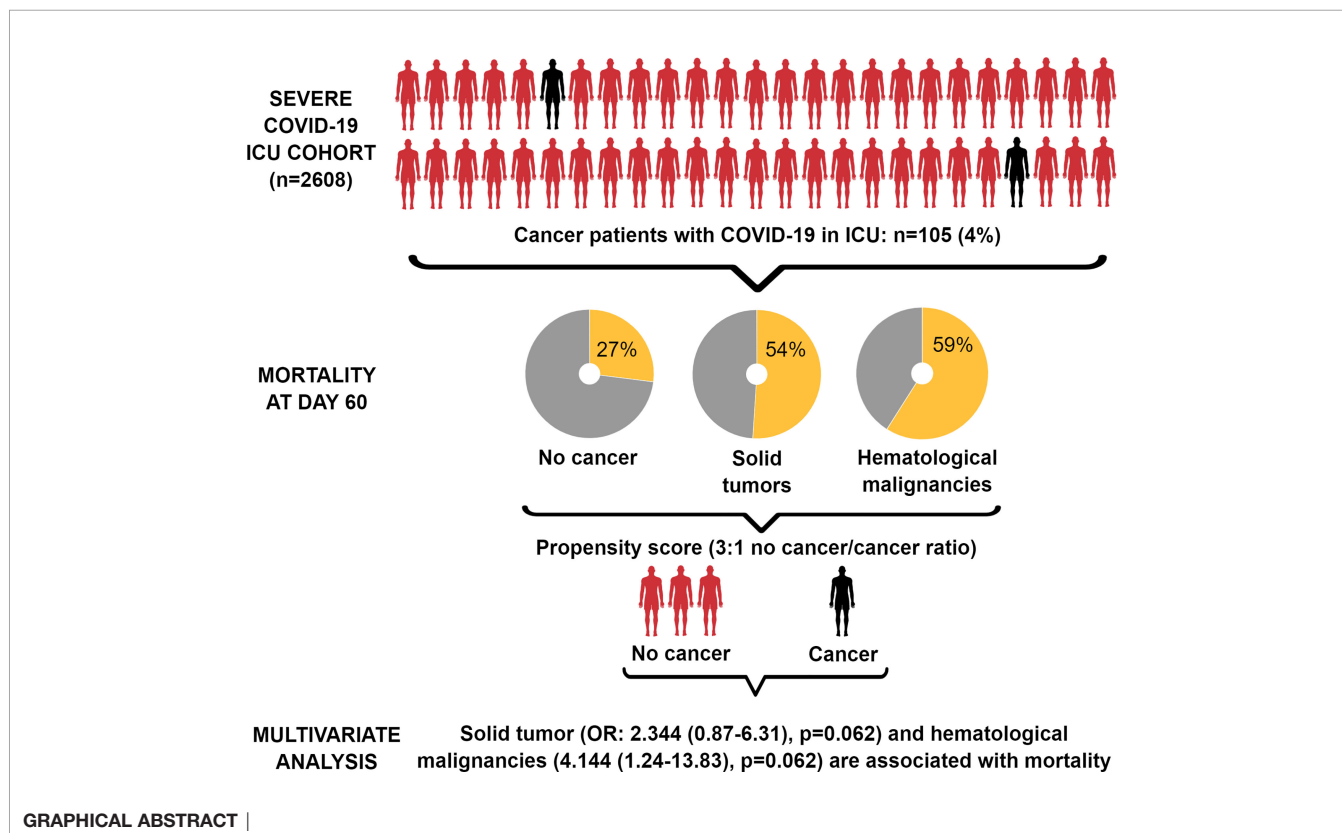 SEVERE
COVID-19
ICU COHORT
(n=2608)
Cancer patients with COVID-19 in ICU: n=105 (4%)
MORTALITY
AT DAY 60
27%
54%
59%
No cancer
Solid
tumors
Hematological
malignancies
Propensity score (3:1 no cancer/cancer ratio)
No cancer
Cancer
MULTIVARIATE
ANALYSIS
Solid tumor (OR: 2.344 (0.87-6.31), p=0.062) and hematological
malignancies (4.144 (1.24-13.83), p=0.062) are associated with mortality
GRAPHICAL ABSTRACT |